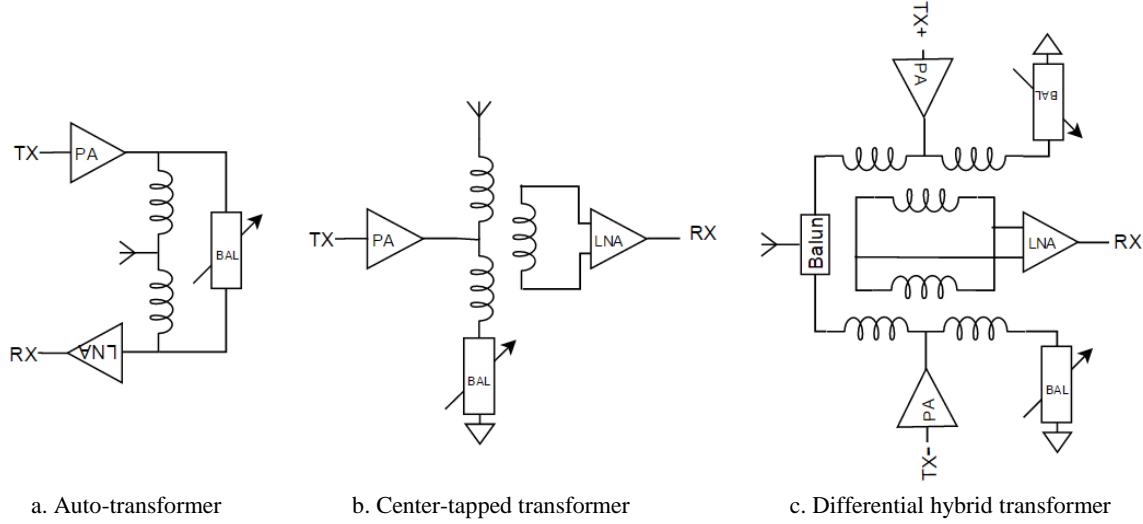 TX
PA
BAL
RX
LNA
a. Auto-transformer
TX
PA
LNA
RX
BAL
b. Center-tapped transformer
TX+
PA
BAL
Balun
LNA
RX
BAL
PA
TX-
c. Differential hybrid transformer